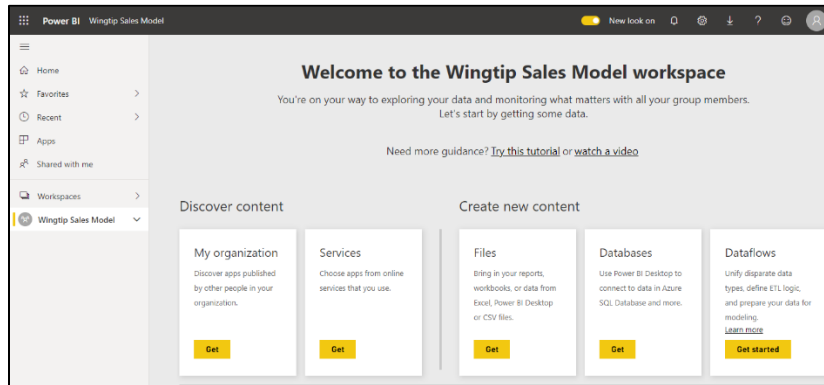 Power BI Wingtip Sales Model New look on ?
Home
Favorites
Recent
Apps
Shared with me
Workspaces
Wingtip Sales Model
Welcome to the Wingtip Sales Model workspace
You're on your way to exploring your data and monitoring what matters with all your group members.
Let's start by getting some data.
Need more guidance? Try this tutorial or watch a video
Discover content
Create new content
My organization
Discover apps published
by other people in your
organization.
Get
Services
Choose apps from online
services that you use.
Get
Files
Bring in your reports,
workbooks, or data from
Excel, Power BI Desktop
or CSV files.
Get
Databases
Use Power BI Desktop to
connect to data in Azure
SQL Database and more.
Get
Dataflows
Unify disparate data
types, define ETL logic,
and prepare your data for
modeling.
Learn more
Get started